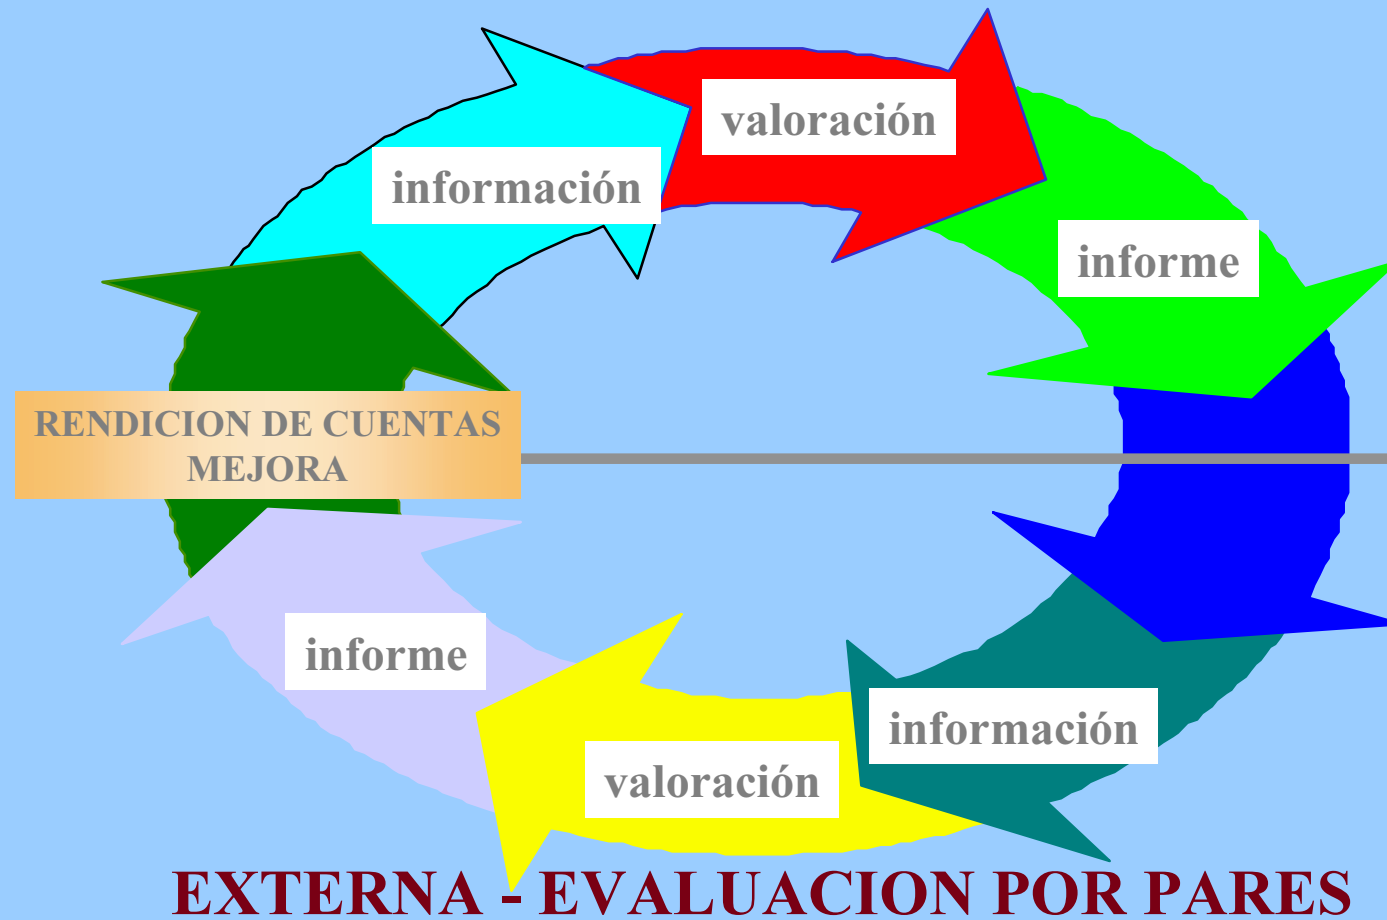 valoración
información
informe
RENDICION DE CUENTAS
MEJORA
informe
información
valoración
EXTERNA - EVALUACION POR PARES